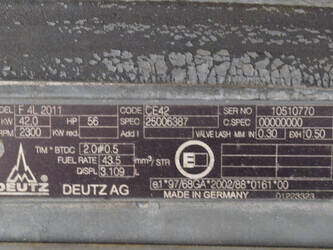 DEL F 4L 2011 CODE CF42 SER NO 10510770
KW 42.0 HP 56 SPEC 25006387 C.SPEC 00000000
RPM 2300 KW red. KW red. Add I VALVE LASH MM IN 0.30 EXH 0.50
TIM ° BTDC 2.0#0.5
FUEL RATE 43.5 mm³/STR
DISPL 3.109 L
DEUTZ DEUTZ AG
e1*97/68GA*2002/88*0161*00
MADE IN GERMANY 01223323